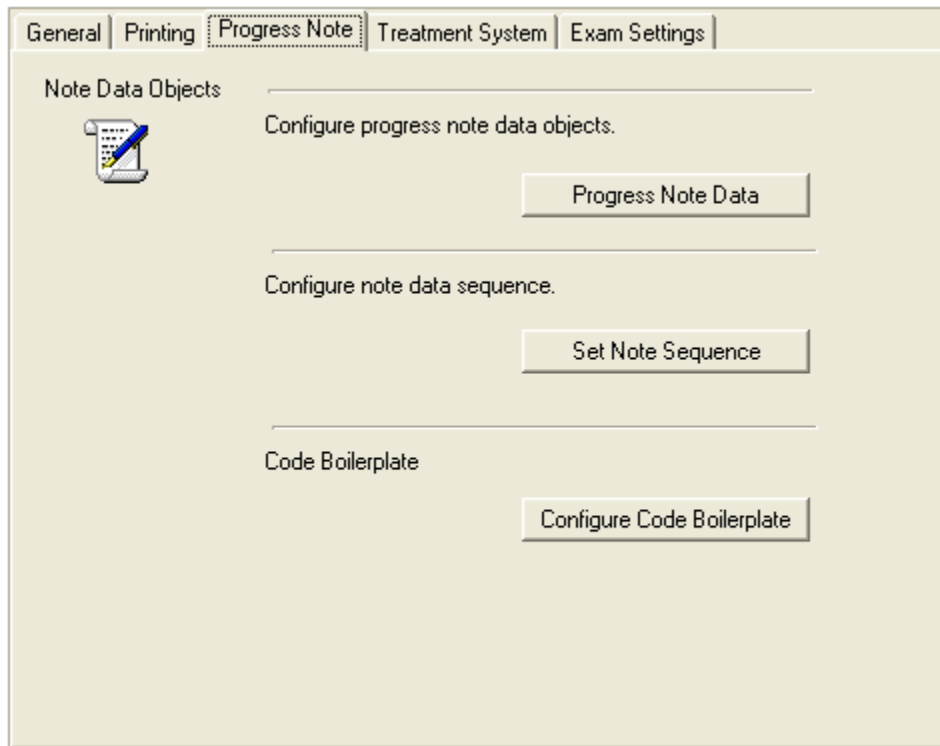 General Printing Progress Note Treatment System Exam Settings
Note Data Objects
Configure progress note data objects.
Progress Note Data
Configure note data sequence.
Set Note Sequence
Code Boilerplate
Configure Code Boilerplate